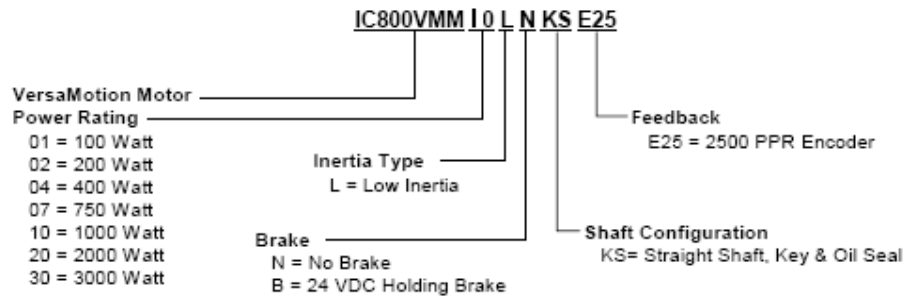 IC800VMM I0 L N KS E25
VersaMotion Motor
Power Rating
01 = 100 Watt
02 = 200 Watt
04 = 400 Watt
07 = 750 Watt
10 = 1000 Watt
20 = 2000 Watt
30 = 3000 Watt
Inertia Type
L = Low Inertia
Brake
N = No Brake
B = 24 VDC Holding Brake
Feedback
E25 = 2500 PPR Encoder
Shaft Configuration
KS= Straight Shaft, Key & Oil Seal